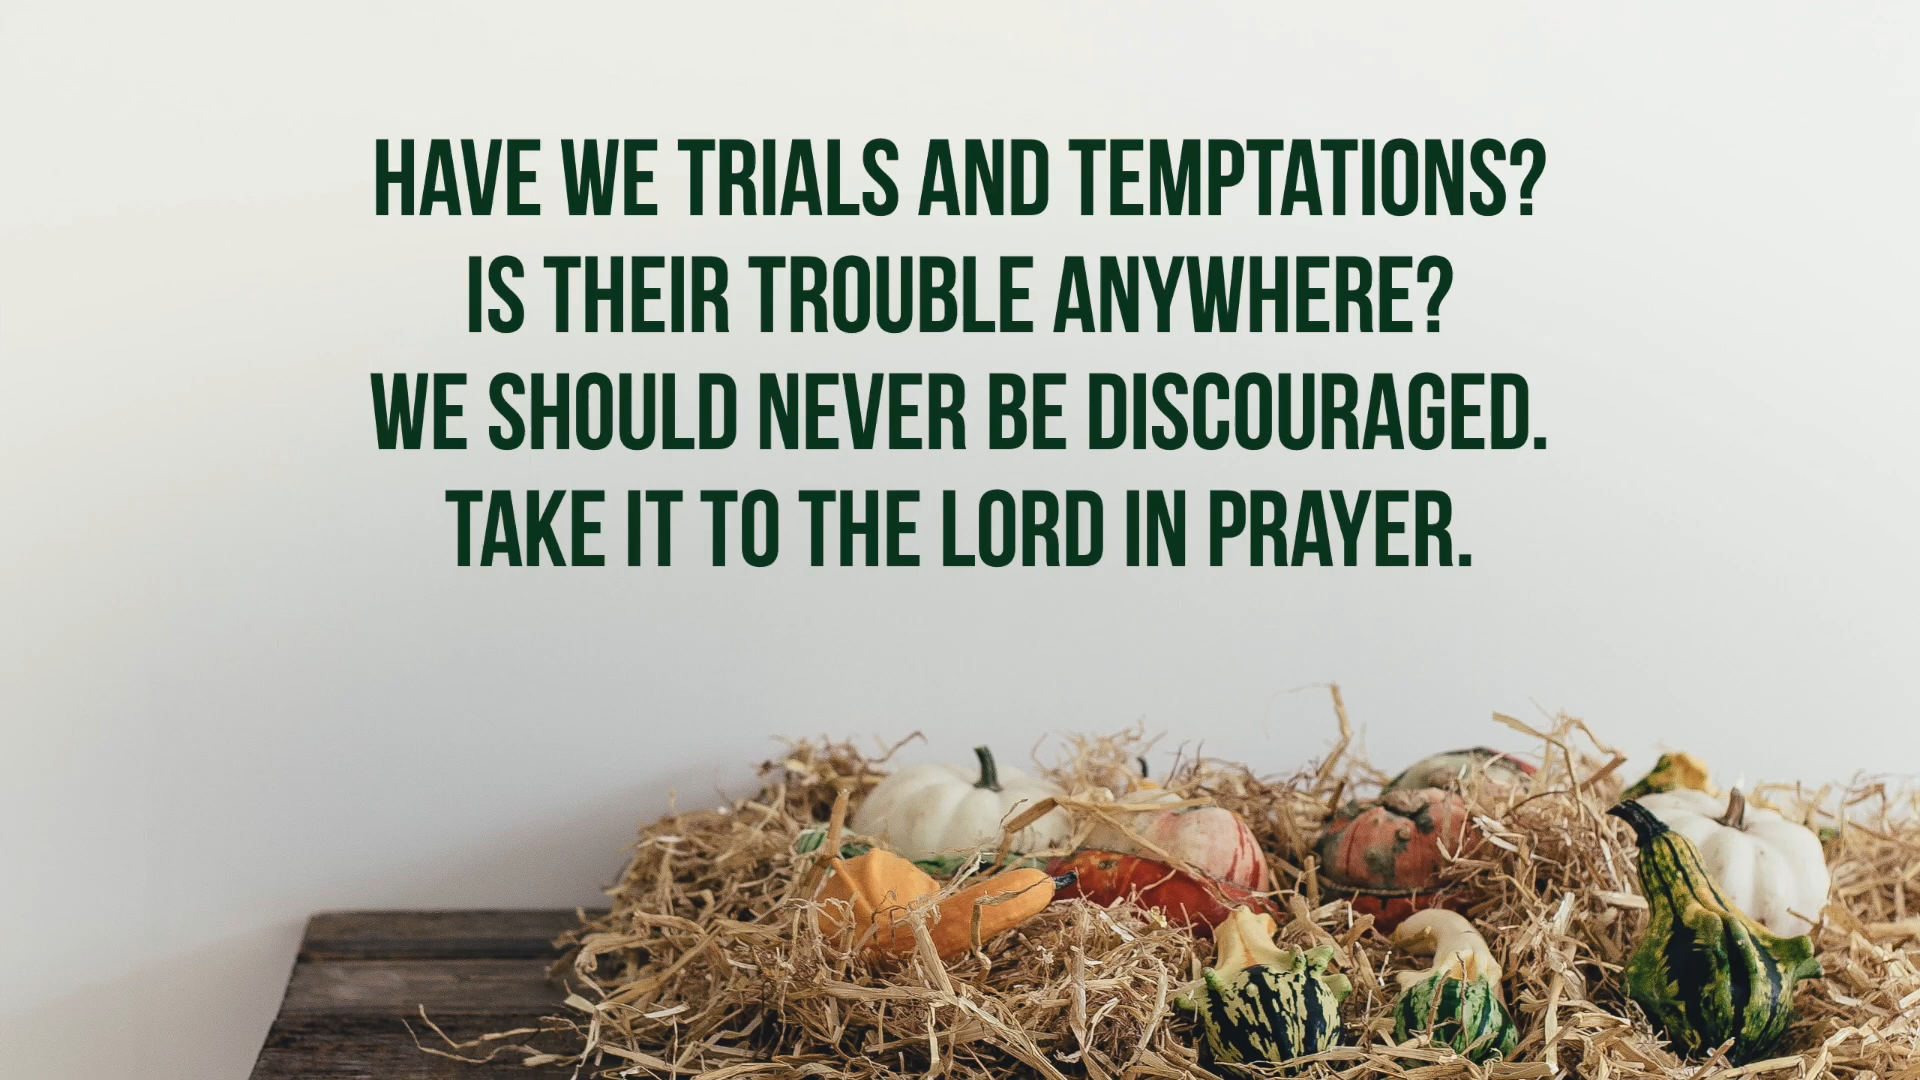 HAVE WE TRIALS AND TEMPTATIONS?
IS THEIR TROUBLE ANYWHERE?
WE SHOULD NEVER BE DISCOURAGED.
TAKE IT TO THE LORD IN PRAYER.